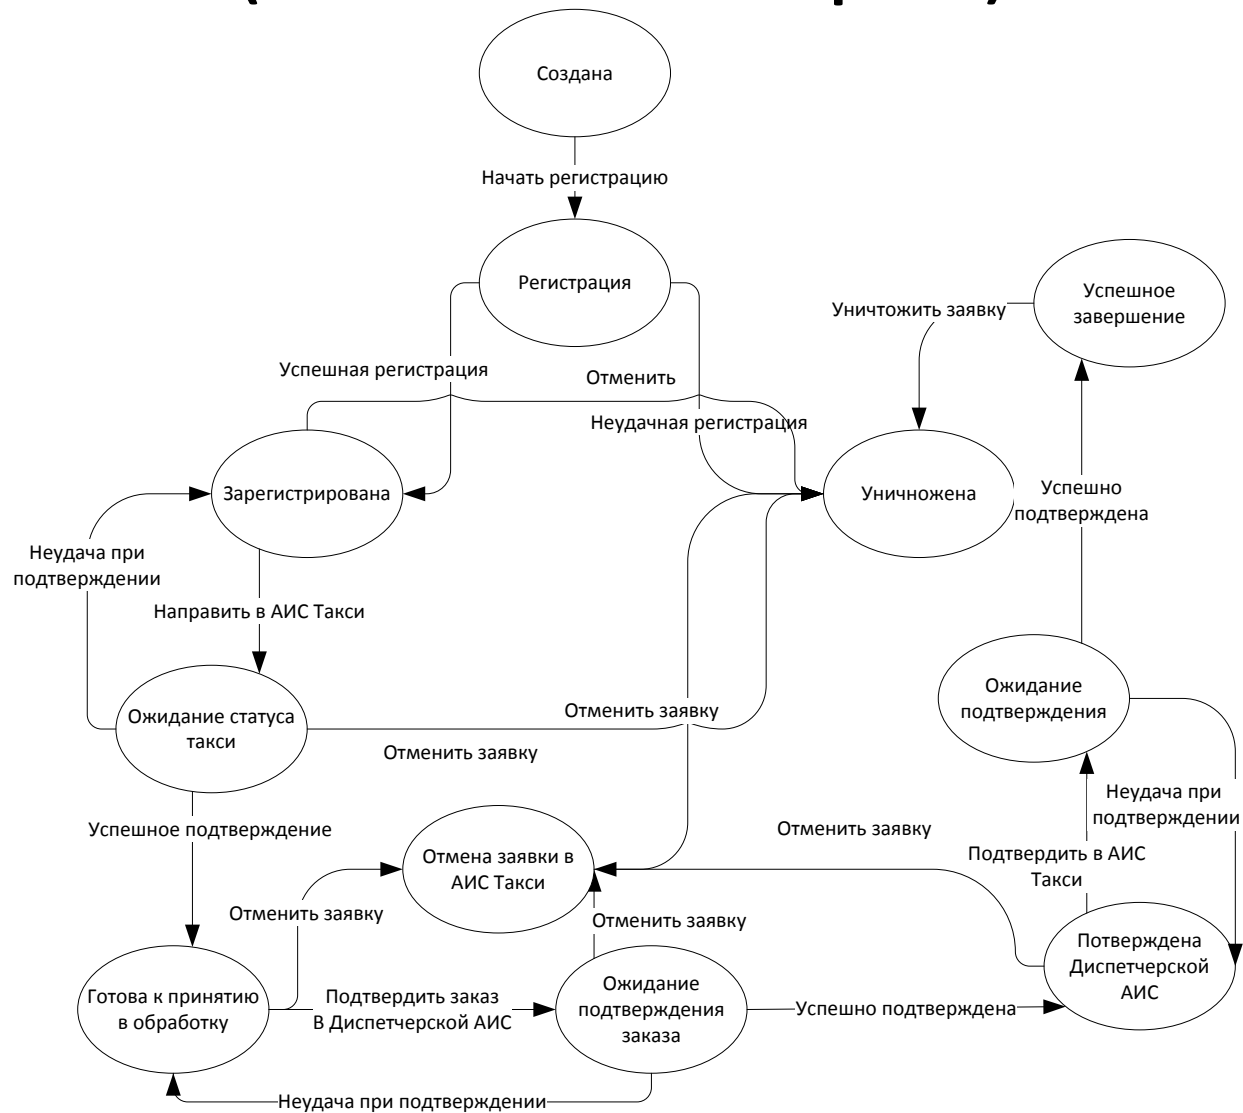 Создана
Начать регистрацию
Регистрация
Успешное
завершение
Уничтожить заявку
Успешная регистрация
Отменить
Неудачная регистрация
Зарегистрирована
Уничножена
Успешно
подтверждена
Неудача при
подтверждении
Направить в АИС Такси
Ожидание статуса
такси
Отменить заявку
Отменить заявку
Ожидание
подтверждения
Неудача при
подтверждении
Успешное подтверждение
Отмена заявки в
АИС Такси
Отменить заявку
Подтвердить в АИС
Такси
Отменить заявку
Отменить заявку
Готова к принятию
в обработку
Подтвердить заказ
В Диспетчерской АИС
Ожидание
подтверждения
заказа
Успешно подтверждена
Потверждена
Диспетчерской
АИС
Неудача при подтверждении